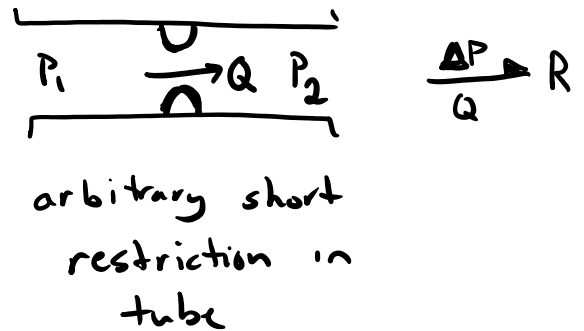 P₁ → Q P₂
ΔP
Q → R
arbitrary short
restriction in
tube